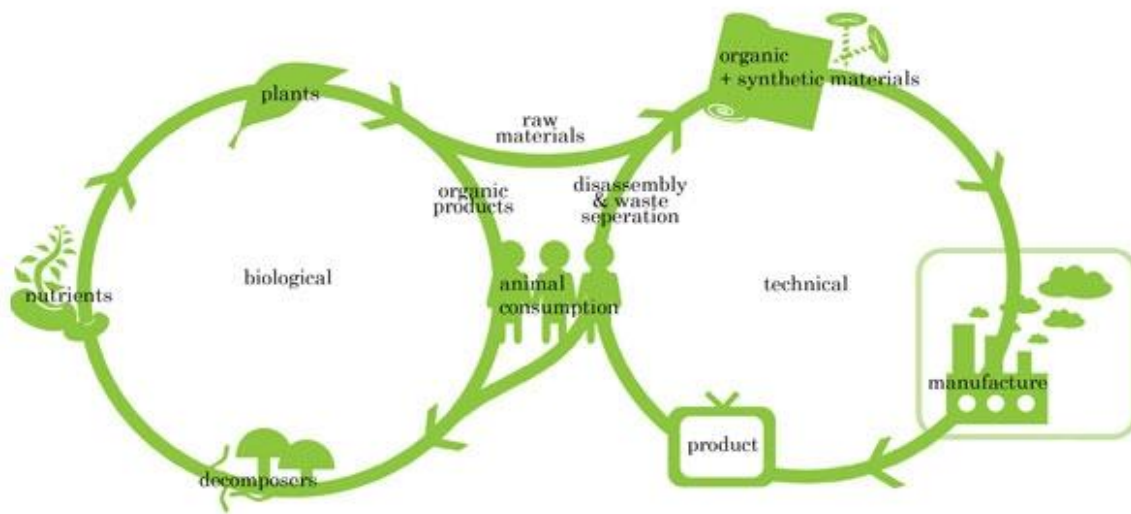 organic
+ synthetic materials
plants
raw
materials
organic
products
disassembly
& waste
seperation
biological
technical
nutrients
animal
consumption
manufacture
product
decomposers